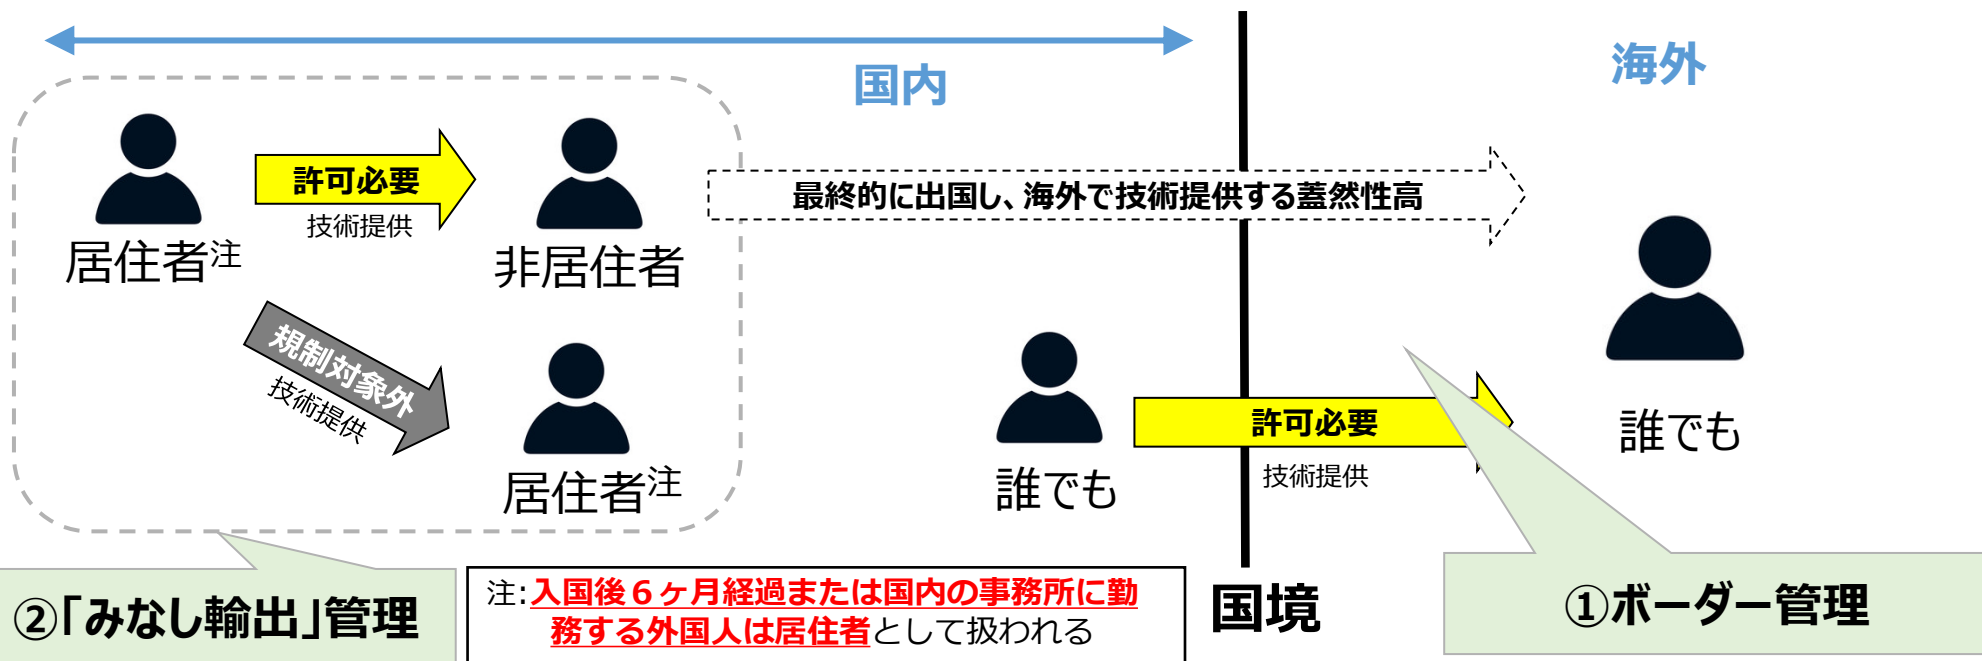 国内
海外
許可必要
技術提供
居住者注
非居住者
最終的に出国し、海外で技術提供する蓋然性高
規制対象外
技術提供
居住者注
誰でも
許可必要
技術提供
誰でも
②「みなし輸出」管理
注:入国後6ヶ月経過または国内の事務所に勤
務する外国人は居住者として扱われる
国境
①ボーダー管理